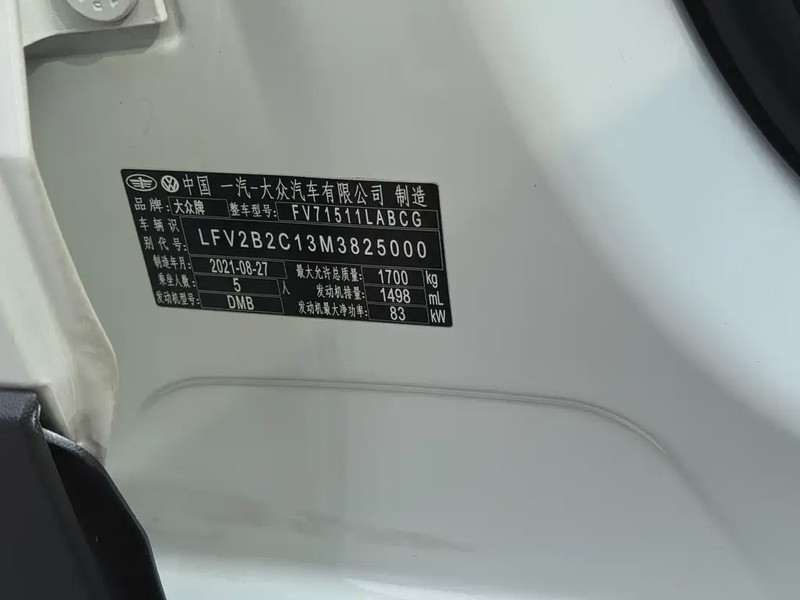 中国 一汽-大众汽车有限公司 制造
品牌: 大众牌 整车型号: FV71511LABCG
车辆识别代号: LFV2B2C13M3825000
制造年月: 2021-08-27 最大允许总质量: 1700 kg
乘坐人数: 5 人 发动机排量: 1498 mL
发动机型号: DMB 发动机最大净功率: 83 kW